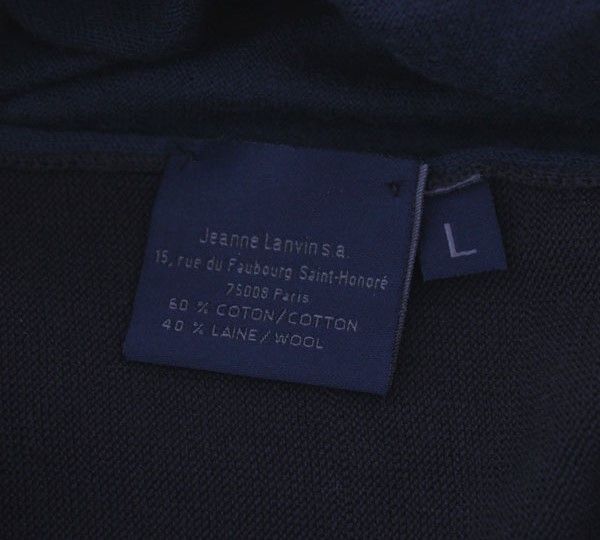 Jeanne Lanvin s.a.
15, rue du Faubourg Saint-Honoré
75008 Paris
60 % COTON/COTTON
40 % LAINE/WOOL
L